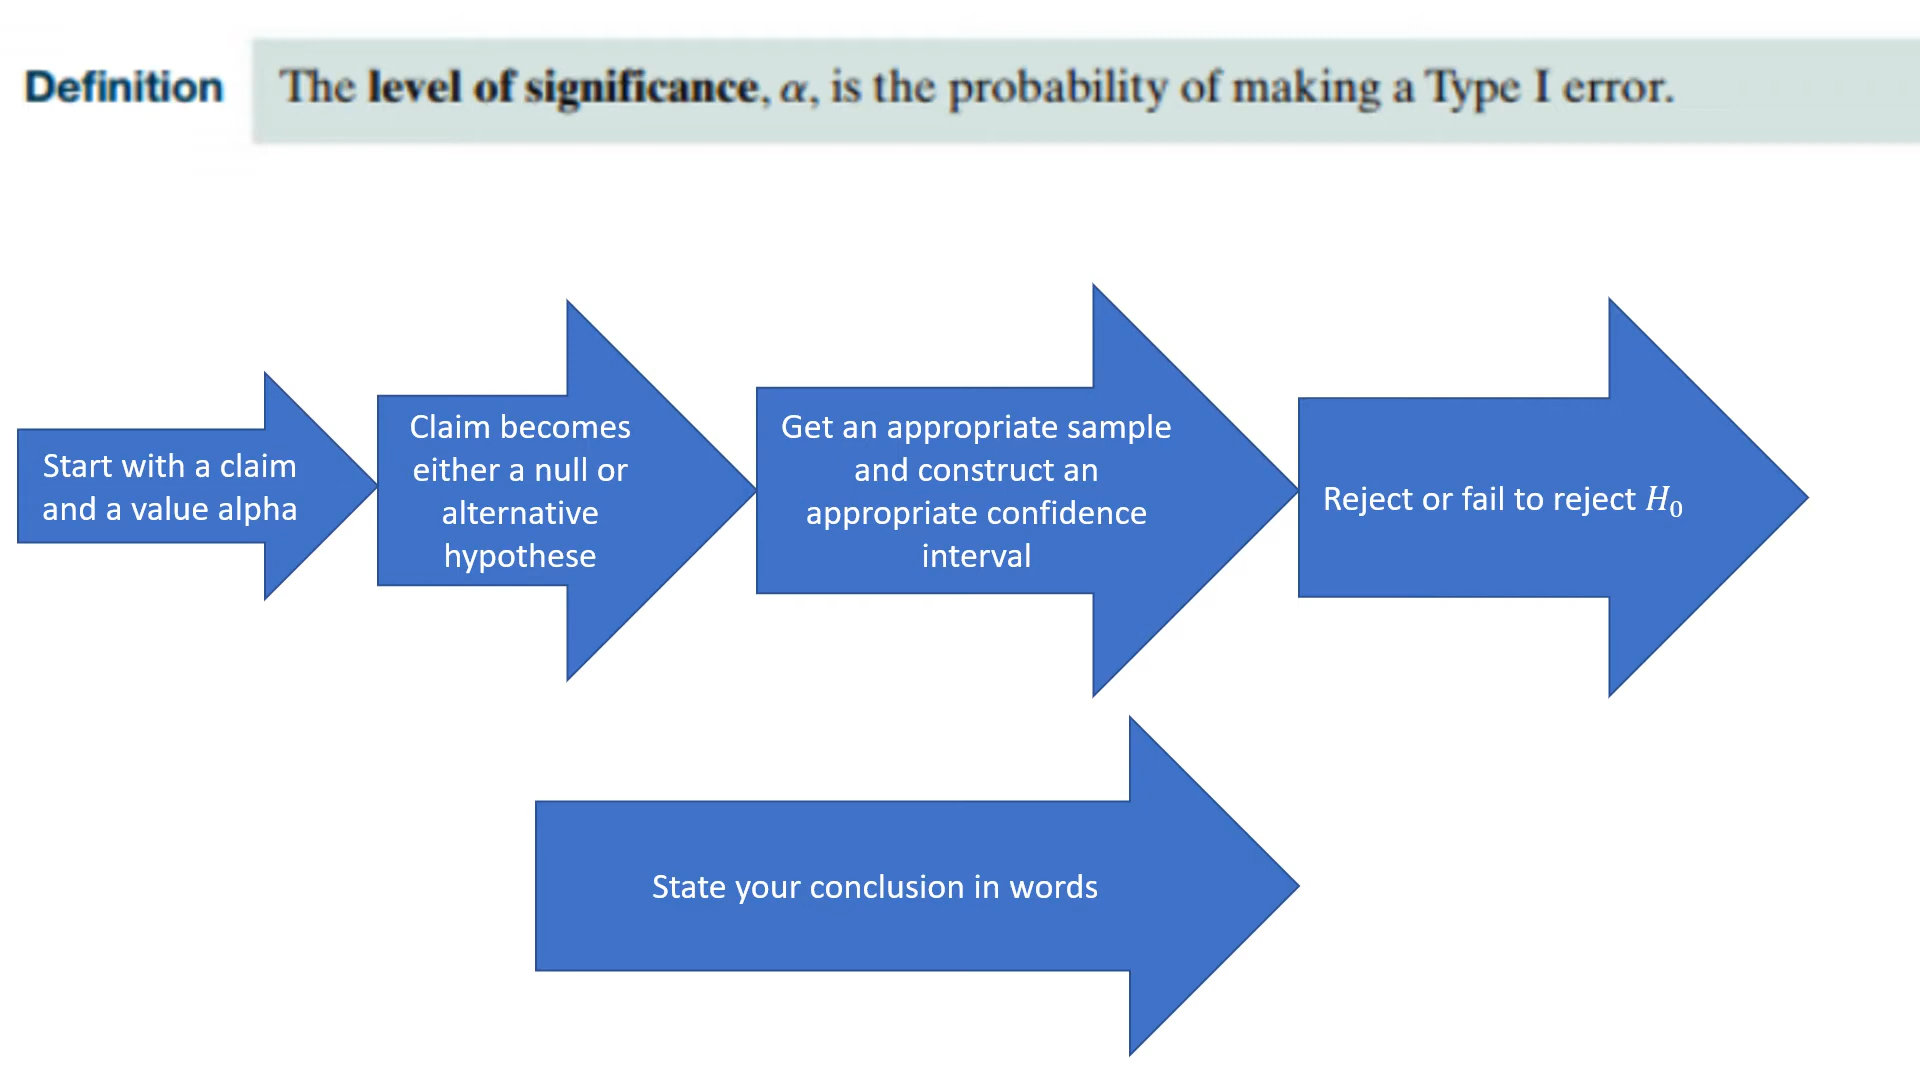 Definition The level of significance, α, is the probability of making a Type I error.
Start with a claim
and a value alpha
Claim becomes
either a null or
alternative
hypothese
Get an appropriate sample
and construct an
appropriate confidence
interval
Reject or fail to reject H₀
State your conclusion in words